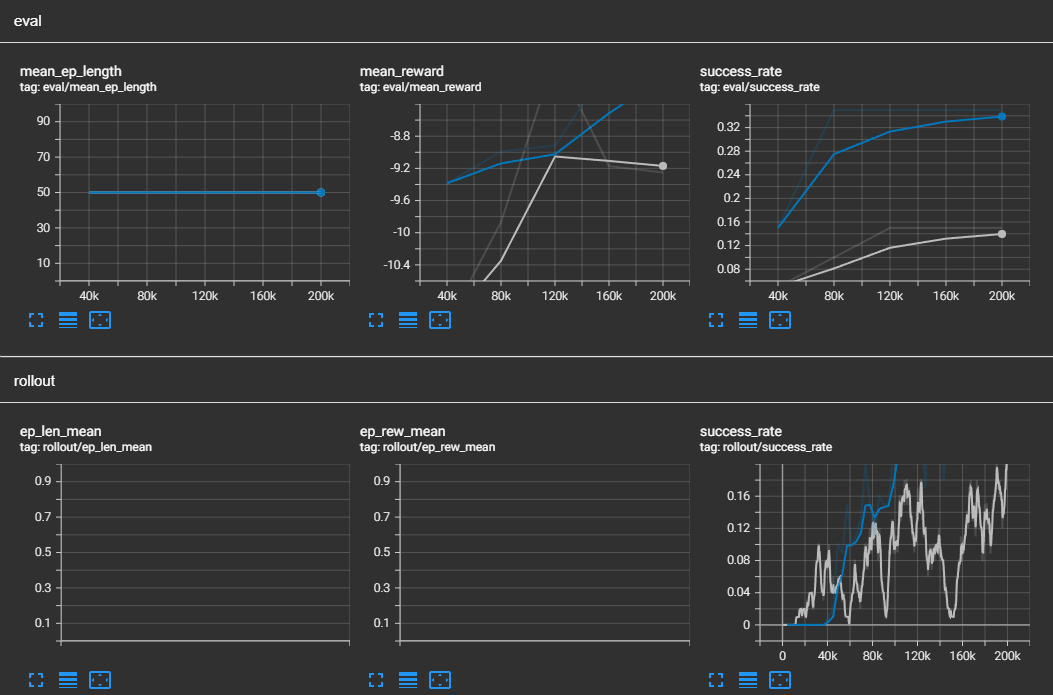 eval
mean_ep_length
tag: eval/mean_ep_length
90
70
50
30
10
40k 80k 120k 160k 200k
mean_reward
tag: eval/mean_reward
-8.8
-9.2
-9.6
-10
-10.4
40k 80k 120k 160k 200k
success_rate
tag: eval/success_rate
0.32
0.28
0.24
0.2
0.16
0.12
0.08
40k 80k 120k 160k 200k
rollout
ep_len_mean
tag: rollout/ep_len_mean
0.9
0.7
0.5
0.3
0.1
ep_rew_mean
tag: rollout/ep_rew_mean
0.9
0.7
0.5
0.3
0.1
success_rate
tag: rollout/success_rate
0.16
0.12
0.08
0.04
0
0 40k 80k 120k 160k 200k